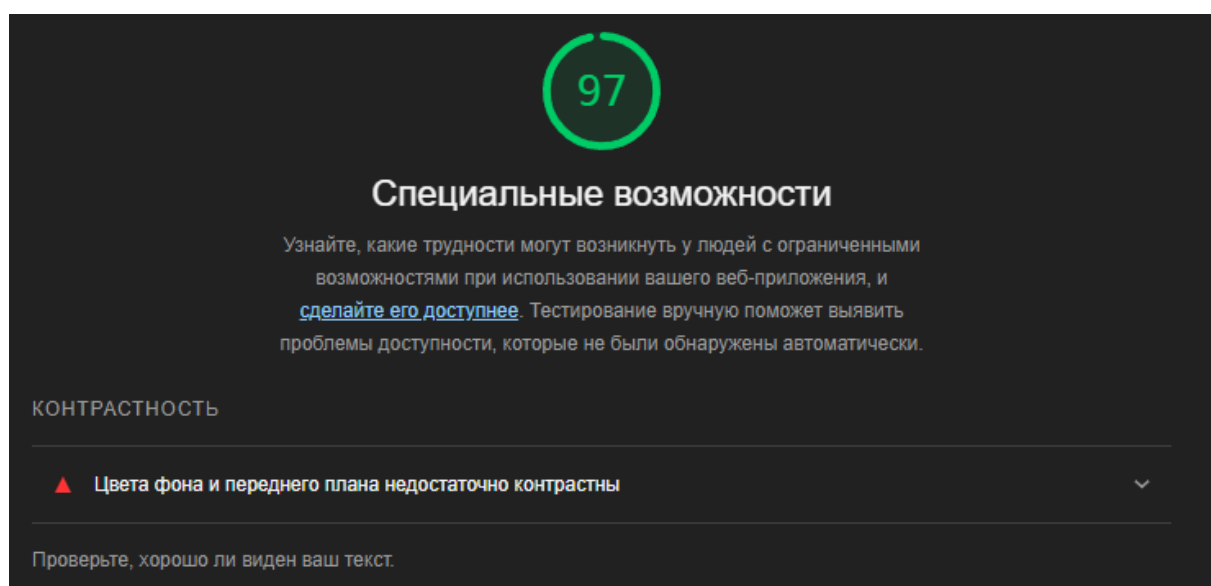 97
Специальные возможности
Узнайте, какие трудности могут возникнуть у людей с ограниченными
возможностями при использовании вашего веб-приложения, и
сделайте его доступнее. Тестирование вручную поможет выявить
проблемы доступности, которые не были обнаружены автоматически.
КОНТРАСТНОСТЬ
Цвета фона и переднего плана недостаточно контрастны
Проверьте, хорошо ли виден ваш текст.